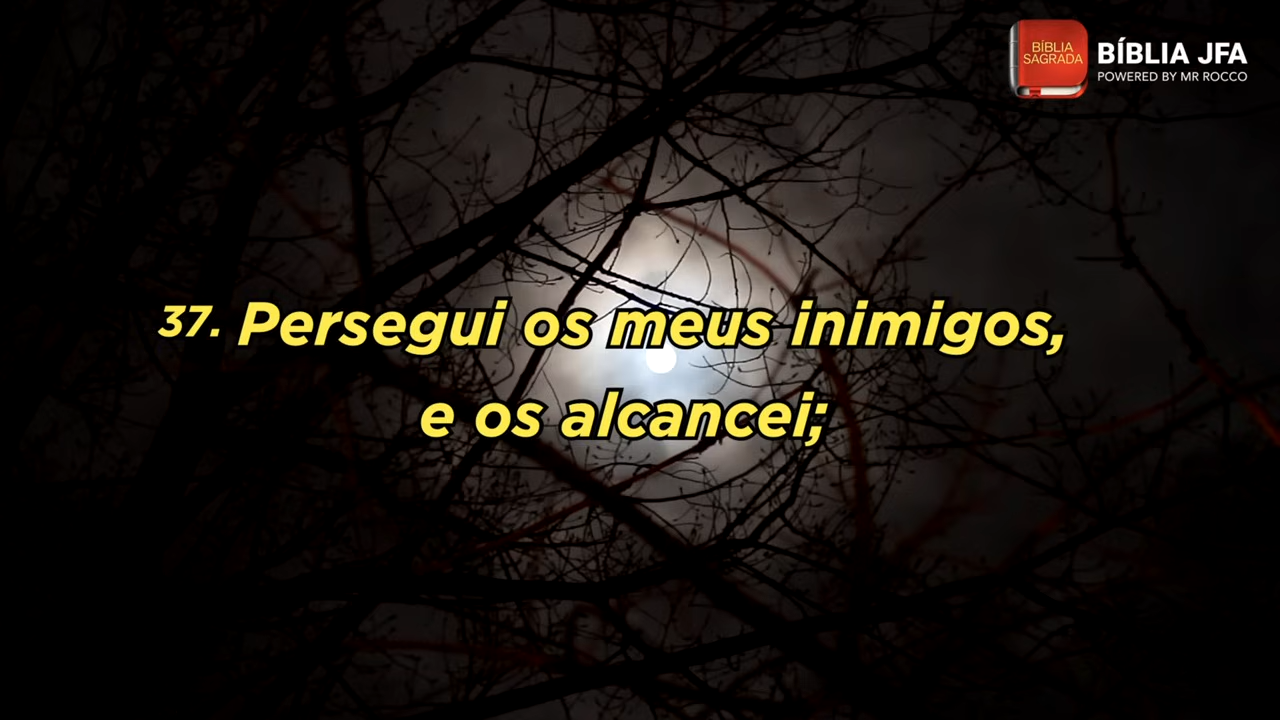 BÍBLIA
SAGRADA
BÍBLIA JFA
POWERED BY MR ROCCO
37. Persegui os meus inimigos,
e os alcancei;